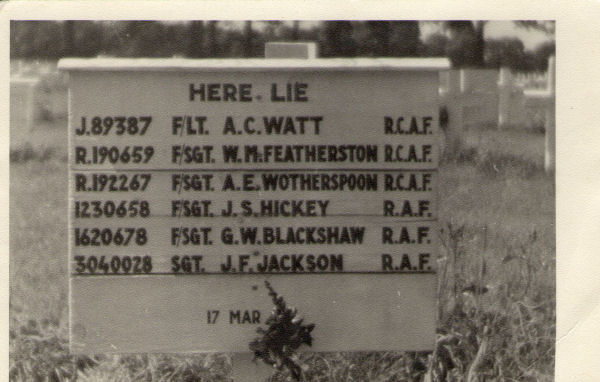 HERE LIE
J.89387 F/LT. A.C.WATT R.C.A.F.
R.190659 F/SGT. W.M.FEATHERSTON R.C.A.F.
R.192267 F/SGT. A.E.WOTHERSPOON R.C.A.F.
1230658 F/SGT. J.S.HICKEY R.A.F.
1620678 F/SGT. G.W.BLACKSHAW R.A.F.
3040028 SGT. J.F.JACKSON R.A.F.
17 MAR